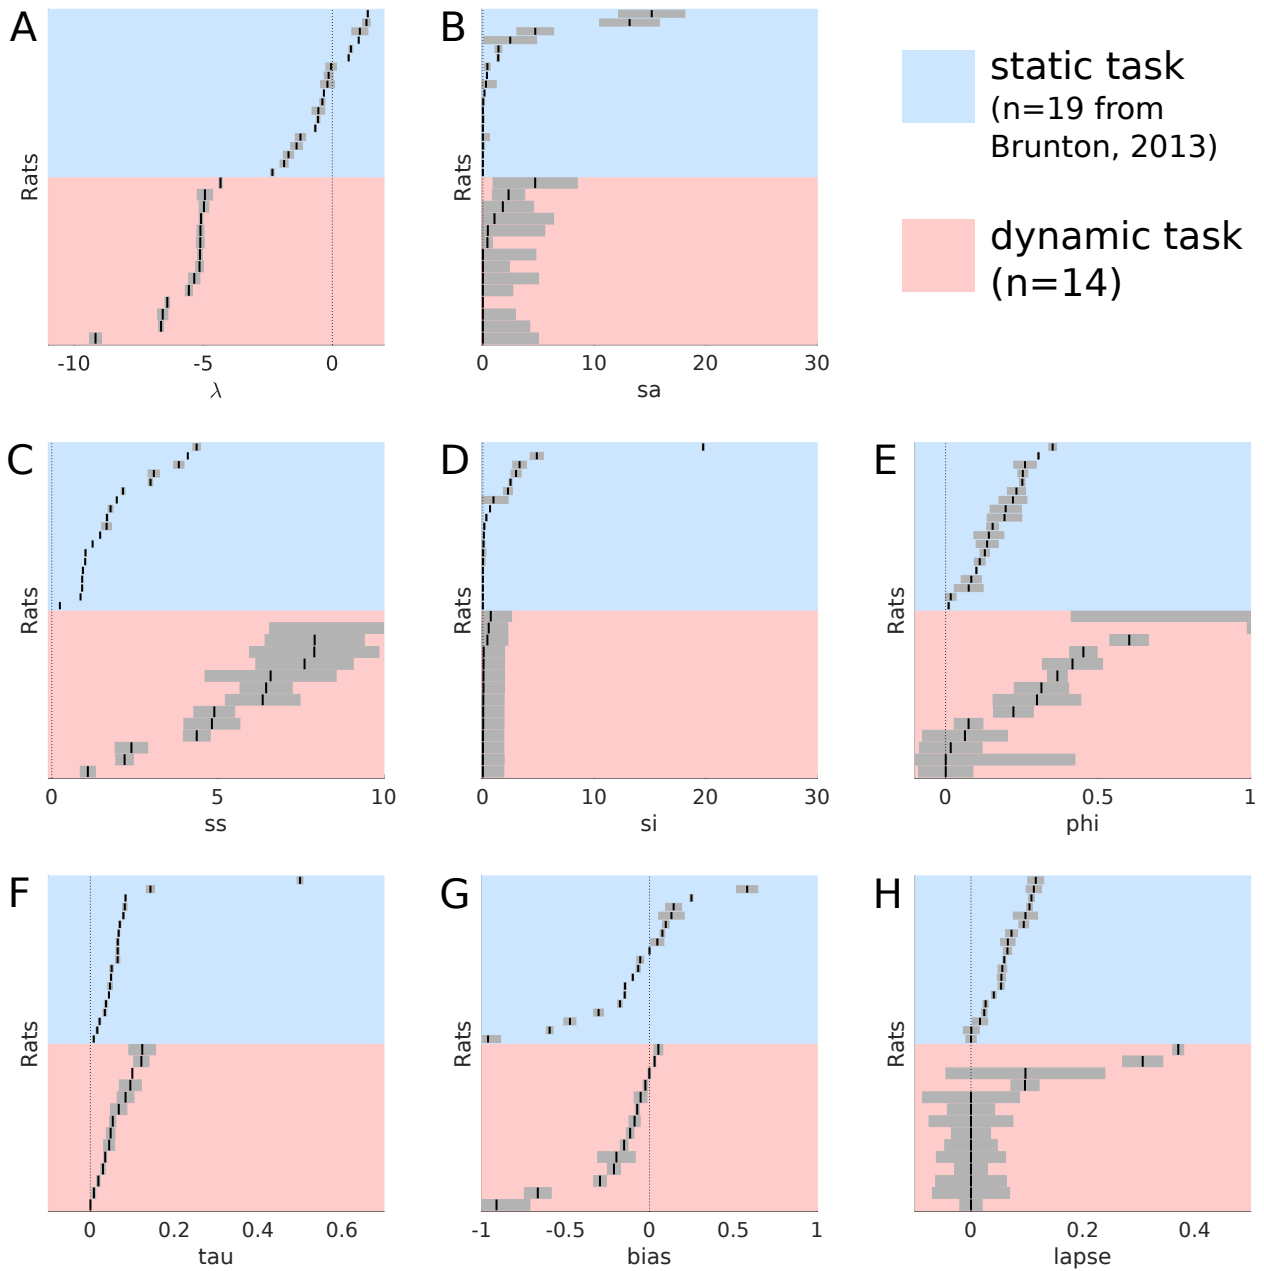 A
Rats
-10 -5 0
λ
B
Rats
0 10 20 30
sa
static task
(n=19 from
Brunton, 2013)
dynamic task
(n=14)
C
Rats
0 5 10
ss
D
Rats
0 10 20 30
si
E
Rats
0 0.5 1
phi
F
Rats
0 0.2 0.4 0.6
tau
G
Rats
-1 -0.5 0 0.5 1
bias
H
Rats
0 0.2 0.4
lapse